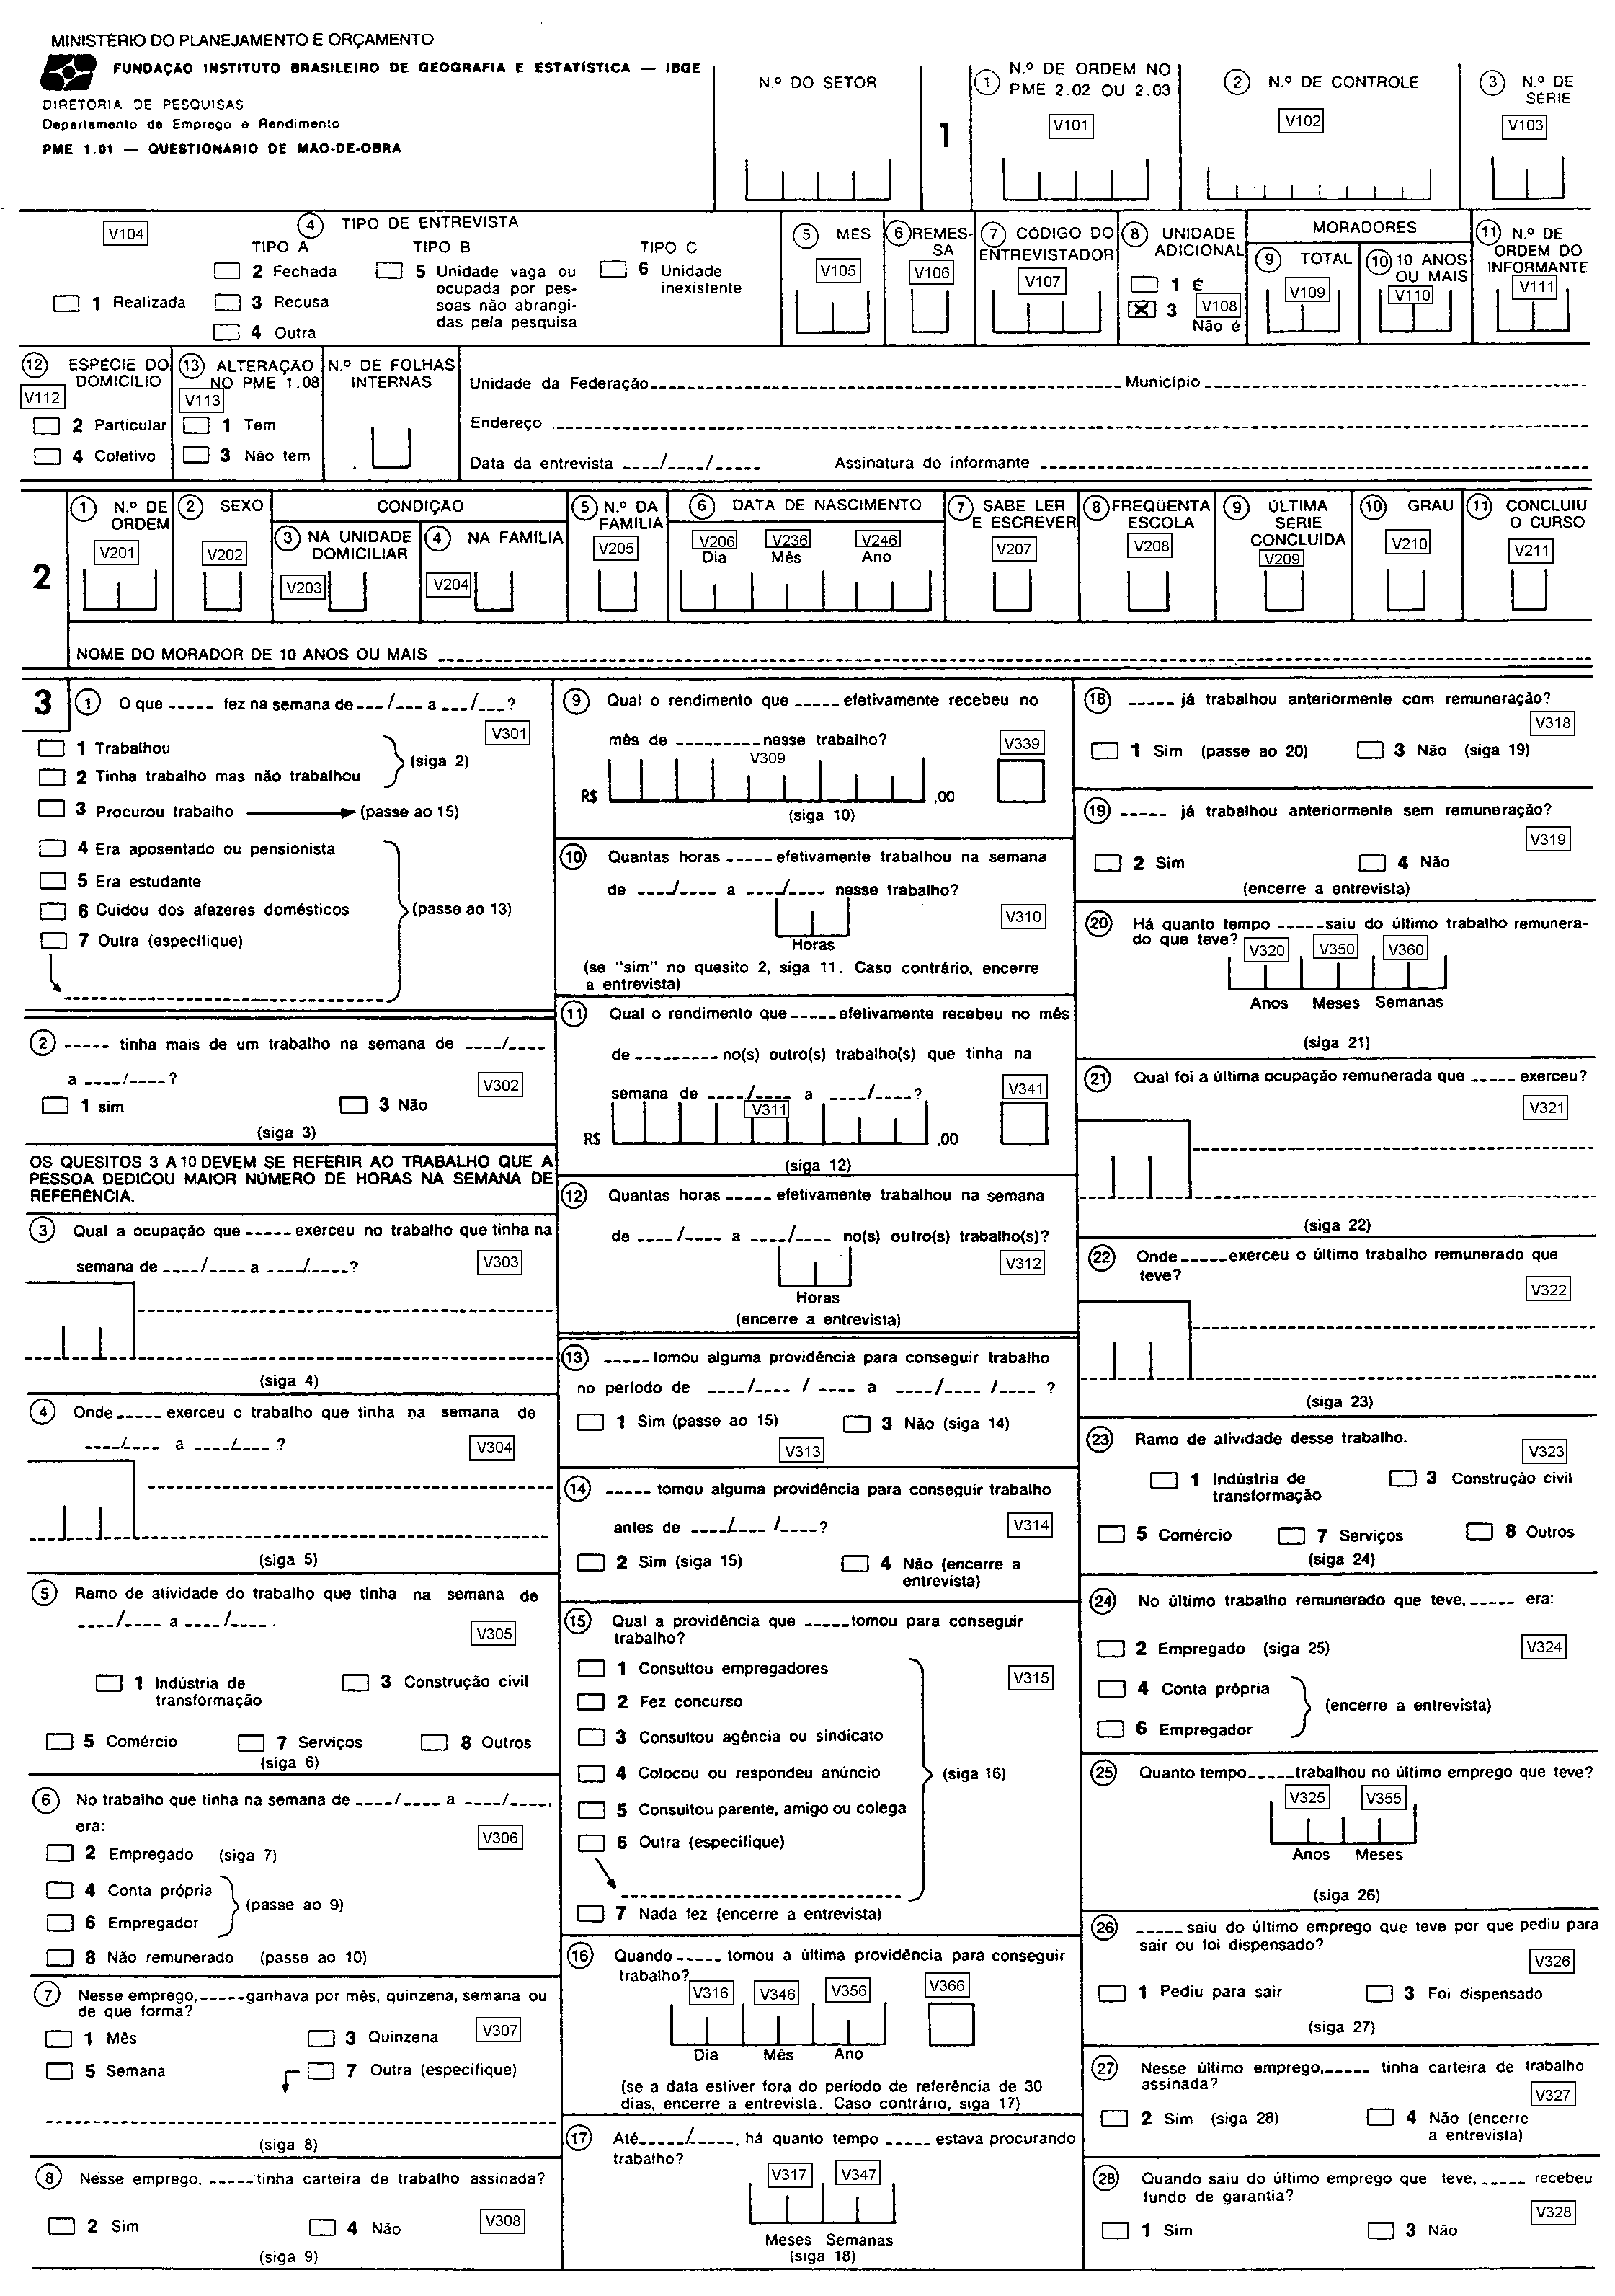 MINISTÉRIO DO PLANEJAMENTO E ORÇAMENTO
FUNDAÇÃO INSTITUTO BRASILEIRO DE GEOGRAFIA E ESTATÍSTICA — IBGE
DIRETORIA DE PESQUISAS
Departamento de Emprego e Rendimento
PME 1.01 — QUESTIONÁRIO DE MÃO-DE-OBRA
N.º DO SETOR
1
① N.º DE ORDEM NO
PME 2.02 OU 2.03
V101
② N.º DE CONTROLE
V102
③ N.º DE
SÉRIE
V103
V104
④ TIPO DE ENTREVISTA
TIPO A TIPO B TIPO C
1 Realizada
2 Fechada
3 Recusa
4 Outra
5 Unidade vaga ou
ocupada por pes-
soas não abrangi-
das pela pesquisa
6 Unidade
inexistente
⑤ MÊS
V105
⑥ REMES-
SA
V106
⑦ CÓDIGO DO
ENTREVISTADOR
V107
⑧ UNIDADE
ADICIONAL
1 É
3 V108
Não é
MORADORES
⑨ TOTAL
V109
⑩ 10 ANOS
OU MAIS
V110
⑪ N.º DE
ORDEM DO
INFORMANTE
V111
⑫ ESPÉCIE DO
DOMICÍLIO
V112
2 Particular
4 Coletivo
⑬ ALTERAÇÃO
NO PME 1.08
V113
1 Tem
3 Não tem
N.º DE FOLHAS
INTERNAS
Unidade da Federação Município
Endereço
Data da entrevista ____/____/_____ Assinatura do informante
2
① N.º DE
ORDEM
V201
② SEXO
V202
CONDIÇÃO
③ NA UNIDADE
DOMICILIAR
V203
④ NA FAMÍLIA
V204
⑤ N.º DA
FAMÍLIA
V205
⑥ DATA DE NASCIMENTO
V206 V236 V246
Dia Mês Ano
⑦ SABE LER
E ESCREVER
V207
⑧ FREQÜENTA
ESCOLA
V208
⑨ ÚLTIMA
SÉRIE
CONCLUÍDA
V209
⑩ GRAU
V210
⑪ CONCLUIU
O CURSO
V211
NOME DO MORADOR DE 10 ANOS OU MAIS
3
① O que _____ fez na semana de ___/___ a ___/___?
V301
1 Trabalhou
2 Tinha trabalho mas não trabalhou
(siga 2)
3 Procurou trabalho (passe ao 15)
4 Era aposentado ou pensionista
5 Era estudante
6 Cuidou dos afazeres domésticos
7 Outra (especifique)
(passe ao 13)
② _____ tinha mais de um trabalho na semana de ____/____
a ____/____?
V302
1 sim 3 Não
(siga 3)
OS QUESITOS 3 A 10 DEVEM SE REFERIR AO TRABALHO QUE A
PESSOA DEDICOU MAIOR NÚMERO DE HORAS NA SEMANA DE
REFERÊNCIA.
③ Qual a ocupação que _____ exerceu no trabalho que tinha na
semana de ____/____ a ____/____?
V303
(siga 4)
④ Onde _____ exerceu o trabalho que tinha na semana de
____/____ a ____/____ ?
V304
(siga 5)
⑤ Ramo de atividade do trabalho que tinha na semana de
____/____ a ____/____ .
V305
1 Indústria de
transformação
3 Construção civil
5 Comércio 7 Serviços 8 Outros
(siga 6)
⑥ No trabalho que tinha na semana de ____/____ a ____/____,
era:
V306
2 Empregado (siga 7)
4 Conta própria
6 Empregador
(passe ao 9)
8 Não remunerado (passe ao 10)
⑦ Nesse emprego, _____ ganhava por mês, quinzena, semana ou
de que forma?
1 Mês 3 Quinzena V307
5 Semana 7 Outra (especifique)
(siga 8)
⑧ Nesse emprego, _____ tinha carteira de trabalho assinada?
2 Sim 4 Não V308
(siga 9)
⑨ Qual o rendimento que _____ efetivamente recebeu no
mês de _________ nesse trabalho?
V339
V309
R$ ,00
(siga 10)
⑩ Quantas horas _____ efetivamente trabalhou na semana
de ____/____ a ____/____ nesse trabalho?
V310
Horas
(se "sim" no quesito 2, siga 11. Caso contrário, encerre
a entrevista)
⑪ Qual o rendimento que _____ efetivamente recebeu no mês
de _________ no(s) outro(s) trabalho(s) que tinha na
semana de ____/____ a ____/____?
V341
V311
R$ ,00
(siga 12)
⑫ Quantas horas _____ efetivamente trabalhou na semana
de ____/____ a ____/____ no(s) outro(s) trabalho(s)?
V312
Horas
(encerre a entrevista)
⑬ _____ tomou alguma providência para conseguir trabalho
no período de ____/____ / ____ a ____/____ /____ ?
1 Sim (passe ao 15) 3 Não (siga 14)
V313
⑭ _____ tomou alguma providência para conseguir trabalho
antes de ____/____ /____?
V314
2 Sim (siga 15) 4 Não (encerre a
entrevista)
⑮ Qual a providência que _____ tomou para conseguir
trabalho?
V315
1 Consultou empregadores
2 Fez concurso
3 Consultou agência ou sindicato
4 Colocou ou respondeu anúncio
5 Consultou parente, amigo ou colega
6 Outra (especifique)
(siga 16)
7 Nada fez (encerre a entrevista)
⑯ Quando _____ tomou a última providência para conseguir
trabalho?
V316 V346 V356 V366
Dia Mês Ano
(se a data estiver fora do período de referência de 30
dias, encerre a entrevista. Caso contrário, siga 17)
⑰ Até _____/_____, há quanto tempo _____ estava procurando
trabalho?
V317 V347
Meses Semanas
(siga 18)
⑱ _____ já trabalhou anteriormente com remuneração?
V318
1 Sim (passe ao 20) 3 Não (siga 19)
⑲ _____ já trabalhou anteriormente sem remuneração?
V319
2 Sim 4 Não
(encerre a entrevista)
⑳ Há quanto tempo _____ saiu do último trabalho remunera-
do que teve?
V320 V350 V360
Anos Meses Semanas
(siga 21)
㉑ Qual foi a última ocupação remunerada que _____ exerceu?
V321
(siga 22)
㉒ Onde _____ exerceu o último trabalho remunerado que
teve?
V322
(siga 23)
㉓ Ramo de atividade desse trabalho.
V323
1 Indústria de
transformação
3 Construção civil
5 Comércio 7 Serviços 8 Outros
(siga 24)
㉔ No último trabalho remunerado que teve, _____ era:
2 Empregado (siga 25) V324
4 Conta própria
6 Empregador
(encerre a entrevista)
㉕ Quanto tempo _____ trabalhou no último emprego que teve?
V325 V355
Anos Meses
(siga 26)
㉖ _____ saiu do último emprego que teve por que pediu para
sair ou foi dispensado?
V326
1 Pediu para sair 3 Foi dispensado
(siga 27)
㉗ Nesse último emprego, _____ tinha carteira de trabalho
assinada?
V327
2 Sim (siga 28) 4 Não (encerre
a entrevista)
㉘ Quando saiu do último emprego que teve, _____ recebeu
fundo de garantia?
V328
1 Sim 3 Não